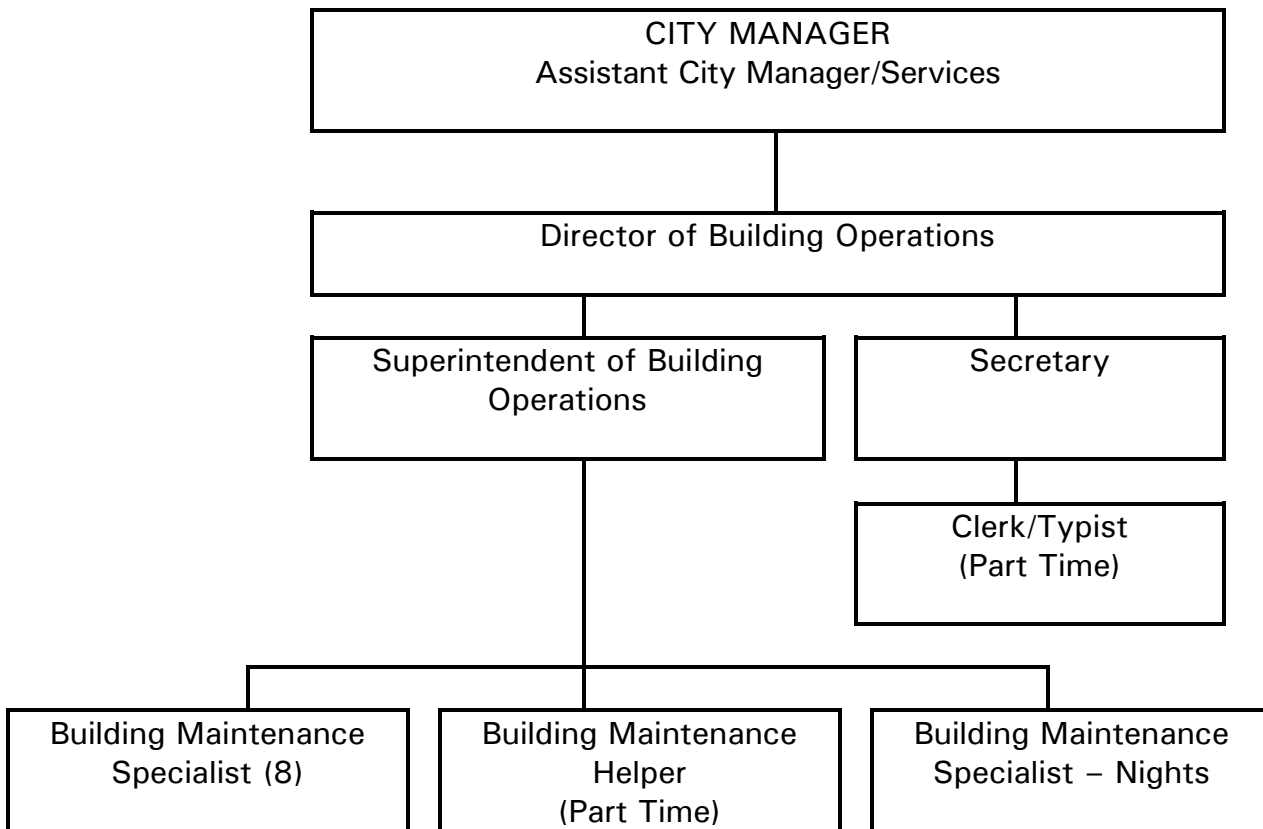 CITY MANAGER
Assistant City Manager/Services
Director of Building Operations
Superintendent of Building
Operations
Secretary
Clerk/Typist
(Part Time)
Building Maintenance
Specialist (8)
Building Maintenance
Helper
(Part Time)
Building Maintenance
Specialist – Nights